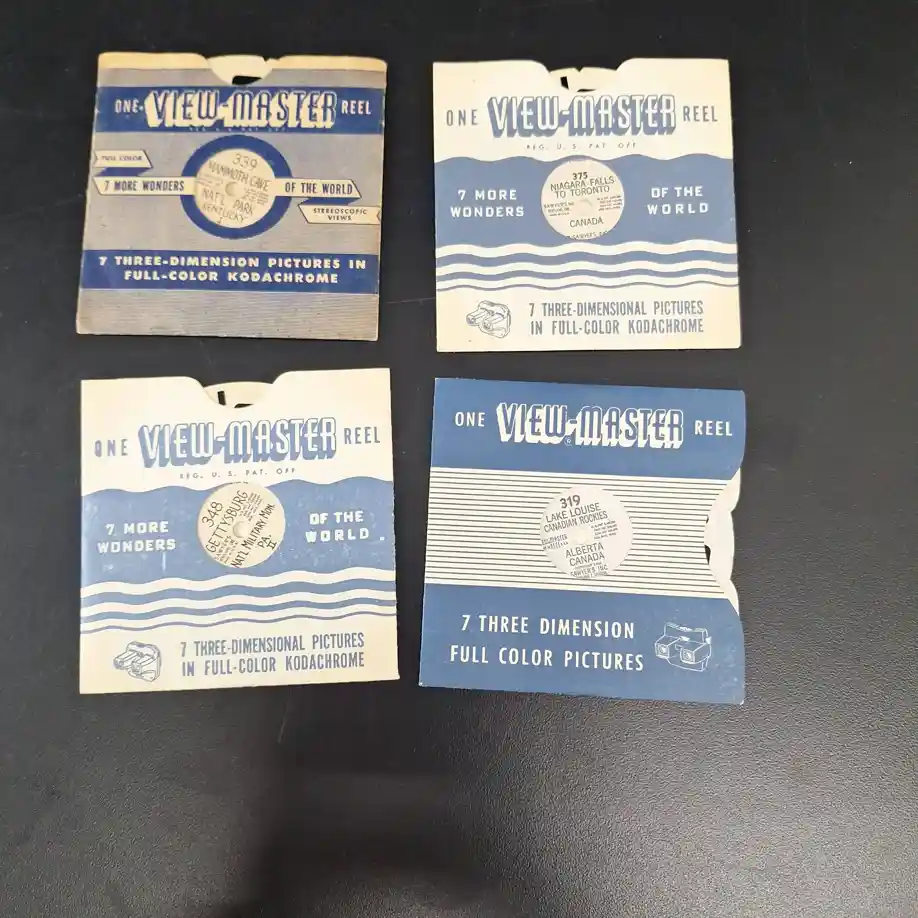 ONE- VIEW-MASTER REEL
REG. U.S. PAT. OFF.
FULL COLOR
7 MORE WONDERS OF THE WORLD
STEREOSCOPIC
VIEWS
339
MAMMOTH CAVE
NAT'L PARK
KENTUCKY
I
7 THREE-DIMENSION PICTURES IN
FULL-COLOR KODACHROME
ONE VIEW-MASTER REEL
REG. U. S. PAT. OFF
7 MORE
WONDERS
OF THE
WORLD
375
NIAGARA FALLS
TO TORONTO
CANADA
7 THREE-DIMENSIONAL PICTURES
IN FULL-COLOR KODACHROME
ONE VIEW-MASTER REEL
REG. U. S. PAT. OFF
7 MORE
WONDERS
OF THE
WORLD
348
GETTYSBURG
NAT'L MILITARY MON.
PA.
II
7 THREE-DIMENSIONAL PICTURES
IN FULL-COLOR KODACHROME
ONE VIEW-MASTER REEL
®
319
LAKE LOUISE
CANADIAN ROCKIES
ALBERTA
CANADA
SAWYER'S INC
7 THREE DIMENSION
FULL COLOR PICTURES